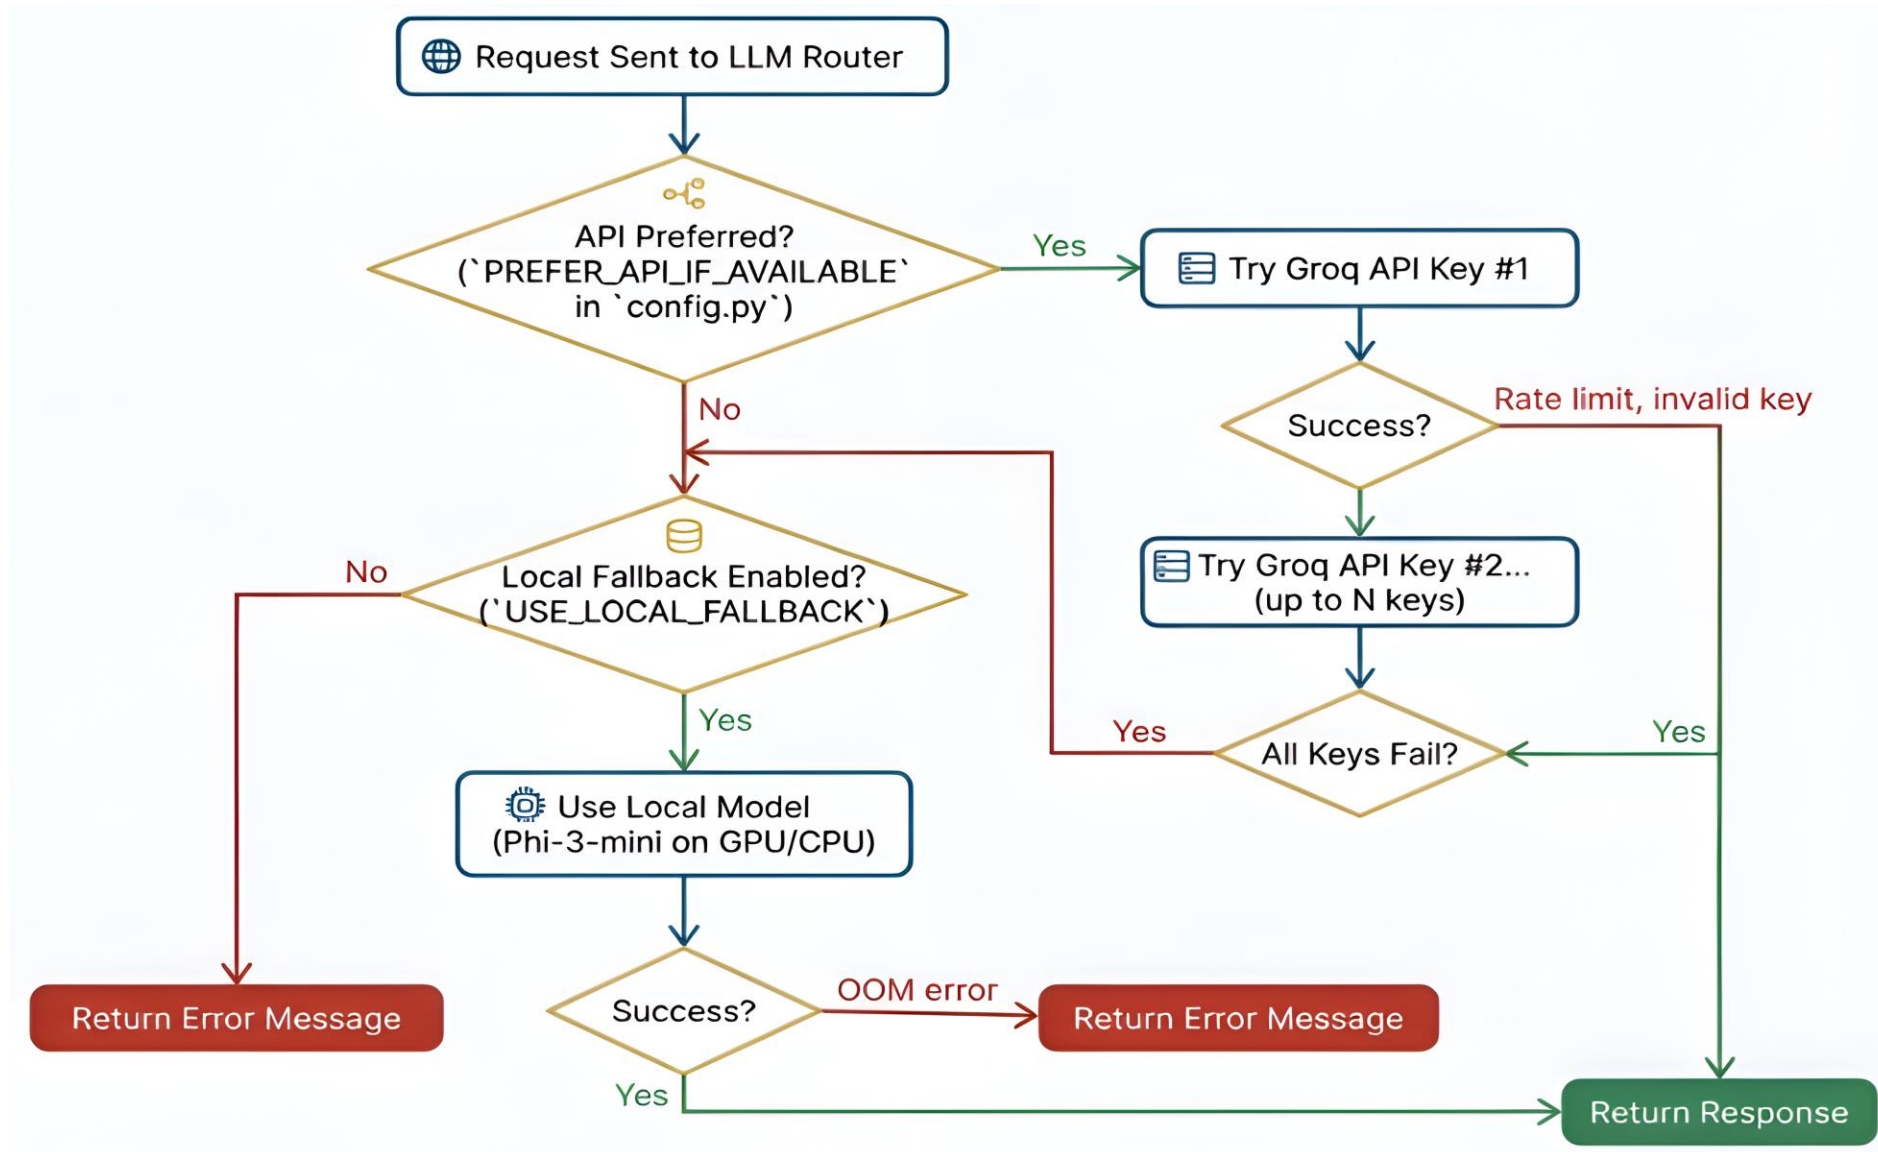 Request Sent to LLM Router
API Preferred?
(`PREFER_API_IF_AVAILABLE`
in `config.py`)
Yes
Try Groq API Key #1
No
Success?
Rate limit, invalid key
Try Groq API Key #2...
(up to N keys)
No
Local Fallback Enabled?
(`USE_LOCAL_FALLBACK`)
Yes
Yes
All Keys Fail?
Yes
Use Local Model
(Phi-3-mini on GPU/CPU)
Success?
OOM error
Return Error Message
Return Error Message
Yes
Return Response